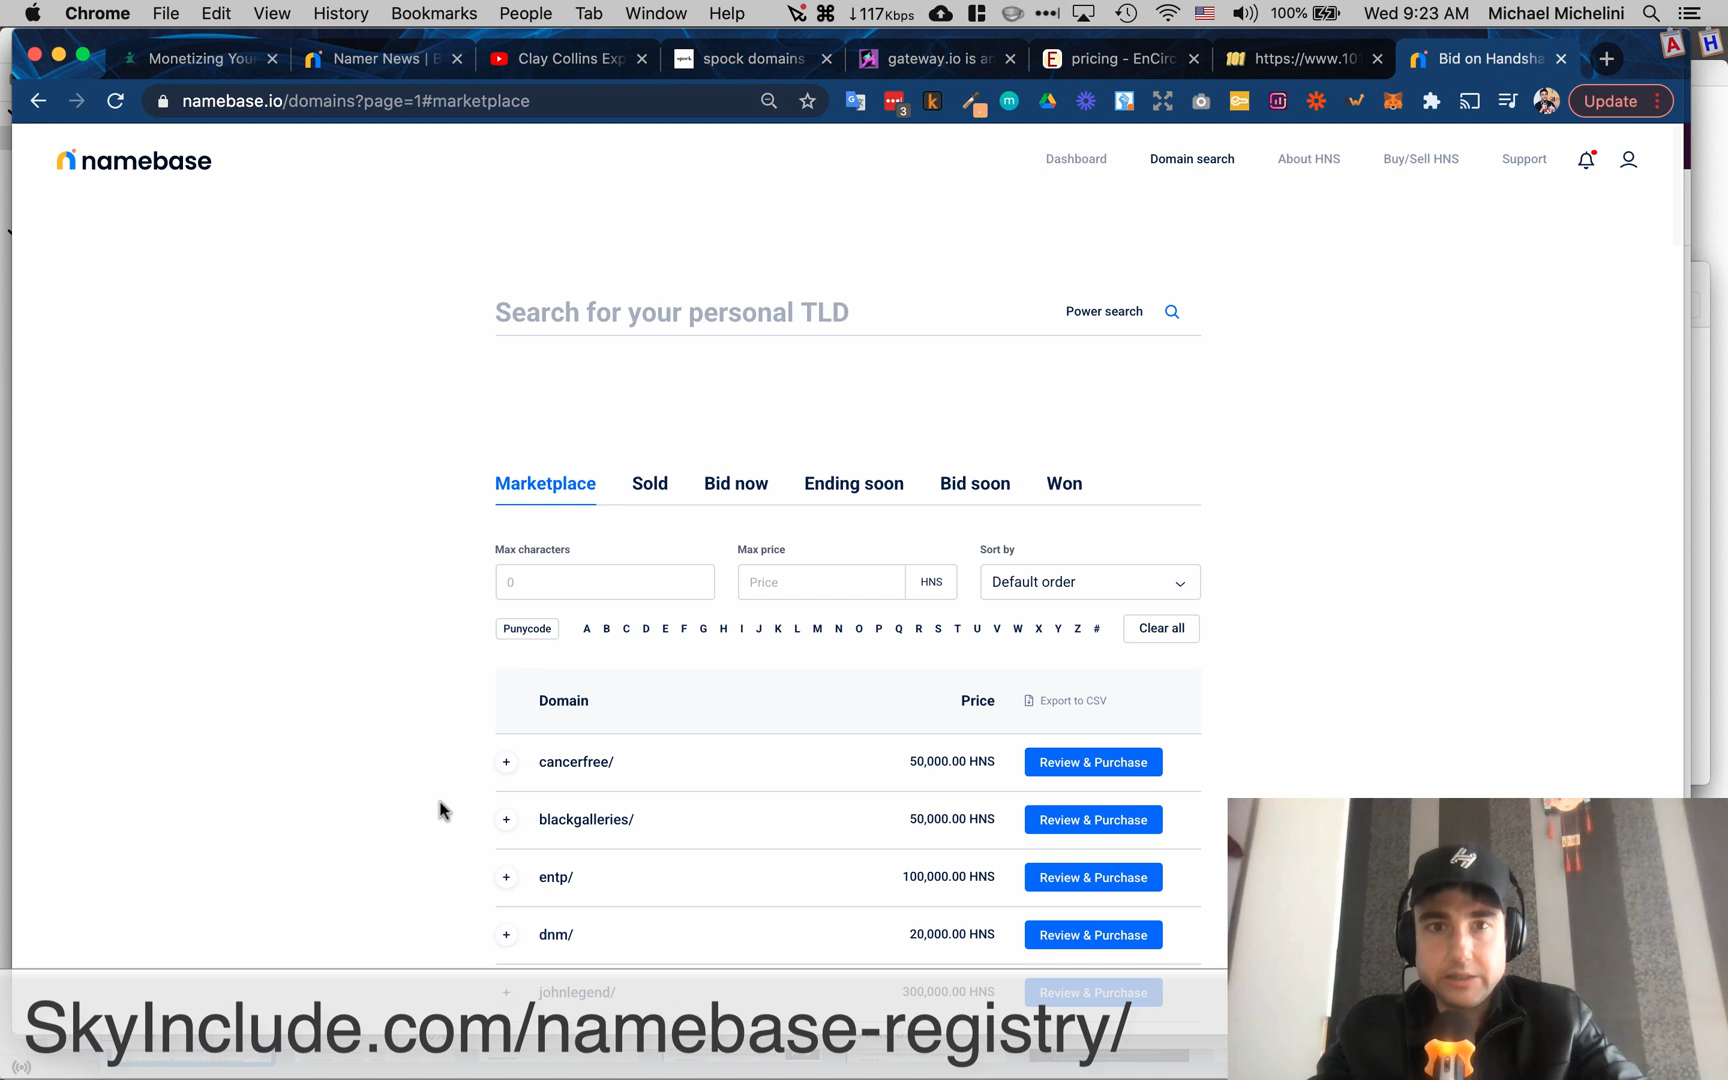 Chrome File Edit View History Bookmarks People Tab Window Help ↓117Kbps 100% Wed 9:23 AM Michael Michelini
Monetizing You Namer News | B Clay Collins Exp spock domains gateway.io is an E pricing - EnCirc 101 https://www.101 Bid on Handsha A H
namebase.io/domains?page=1#marketplace 3 k m Update
namebase Dashboard Domain search About HNS Buy/Sell HNS Support
Search for your personal TLD Power search
Marketplace Sold Bid now Ending soon Bid soon Won
Max characters Max price Sort by
0 Price HNS Default order
Punycode A B C D E F G H I J K L M N O P Q R S T U V W X Y Z # Clear all
Domain Price Export to CSV
+ cancerfree/ 50,000.00 HNS Review & Purchase
+ blackgalleries/ 50,000.00 HNS Review & Purchase
+ entp/ 100,000.00 HNS Review & Purchase
+ dnm/ 20,000.00 HNS Review & Purchase
+ johnlegend/ 300,000.00 HNS Review & Purchase
SkyInclude.com/namebase-registry/